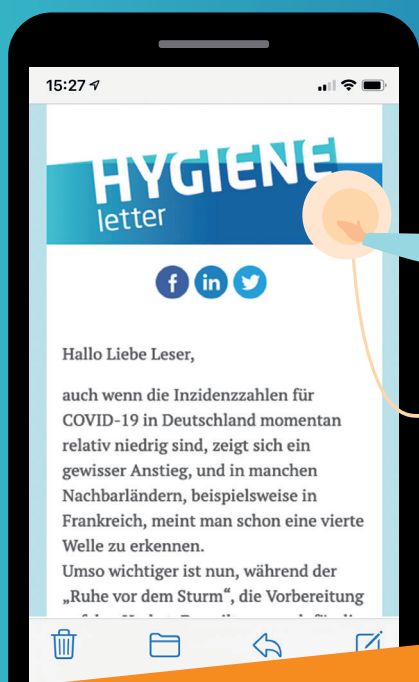 15:27
HYGIENE
letter
f in
Hallo Liebe Leser,
auch wenn die Inzidenzzahlen für
COVID-19 in Deutschland momentan
relativ niedrig sind, zeigt sich ein
gewisser Anstieg, und in manchen
Nachbarländern, beispielsweise in
Frankreich, meint man schon eine vierte
Welle zu erkennen.
Umso wichtiger ist nun, während der
„Ruhe vor dem Sturm“, die Vorbereitung